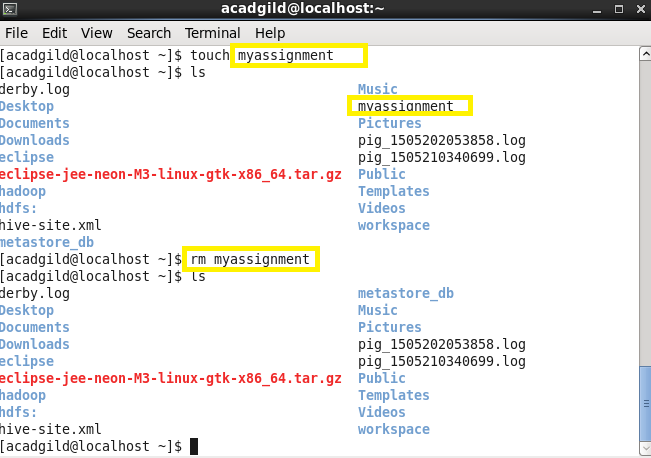 acadgild@localhost:~
File Edit View Search Terminal Help
[acadgild@localhost ~]$ touch myassignment
[acadgild@localhost ~]$ ls
derby.log Music
Desktop myassignment
Documents Pictures
Downloads pig_1505202053858.log
eclipse pig_1505210340699.log
eclipse-jee-neon-M3-linux-gtk-x86_64.tar.gz Public
hadoop Templates
hdfs: Videos
hive-site.xml workspace
metastore_db
[acadgild@localhost ~]$ rm myassignment
[acadgild@localhost ~]$ ls
derby.log metastore_db
Desktop Music
Documents Pictures
Downloads pig_1505202053858.log
eclipse pig_1505210340699.log
eclipse-jee-neon-M3-linux-gtk-x86_64.tar.gz Public
hadoop Templates
hdfs: Videos
hive-site.xml workspace
[acadgild@localhost ~]$